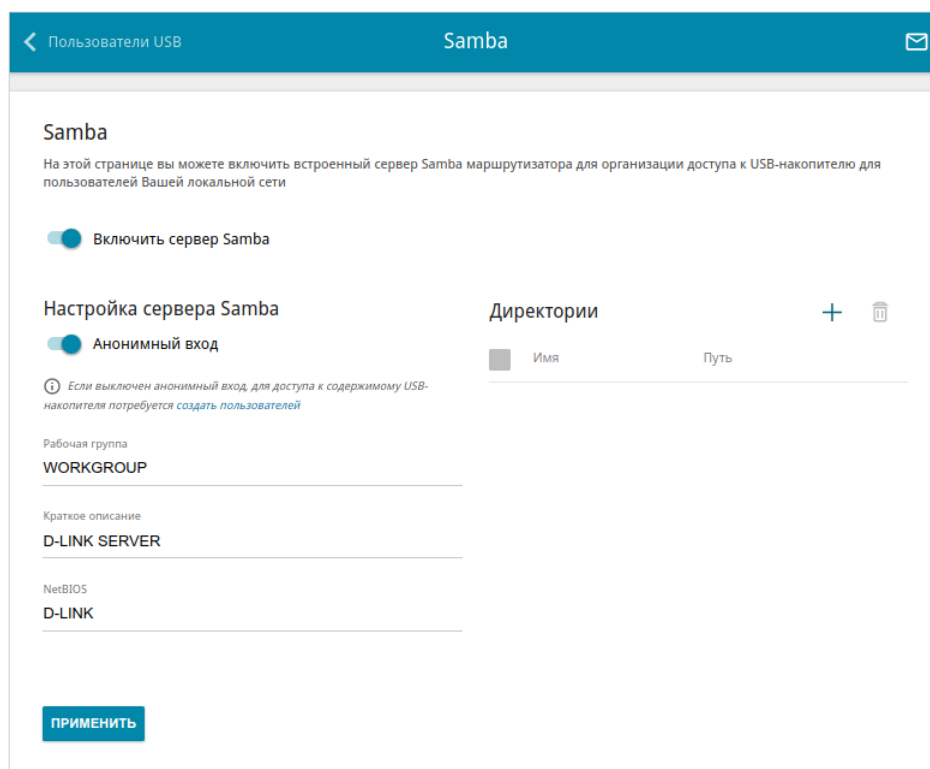 Пользователи USB
Samba
Samba
На этой странице вы можете включить встроенный сервер Samba маршрутизатора для организации доступа к USB-накопителю для
пользователей Вашей локальной сети
Включить сервер Samba
Настройка сервера Samba
Анонимный вход
Если выключен анонимный вход, для доступа к содержимому USB-
накопителя потребуется создать пользователей
Рабочая группа
WORKGROUP
Краткое описание
D-LINK SERVER
NetBIOS
D-LINK
Директории
Имя Путь
ПРИМЕНИТЬ